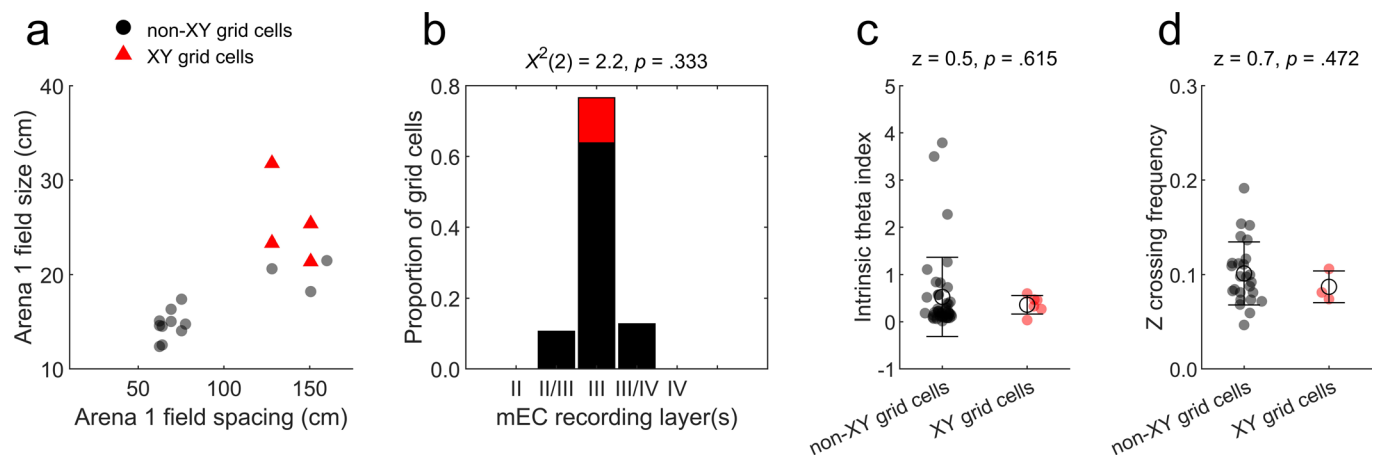 a
non-XY grid cells
XY grid cells
40
30
20
10
Arena 1 field size (cm)
50
100
150
Arena 1 field spacing (cm)
b
X²(2) = 2.2, p = .333
0.8
0.6
0.4
0.2
0.0
Proportion of grid cells
II
II/III
III
III/IV
IV
mEC recording layer(s)
c
z = 0.5, p = .615
5
4
3
2
1
0
-1
Intrinsic theta index
non-XY grid cells
XY grid cells
d
z = 0.7, p = .472
0.3
0.2
0.1
0.0
Z crossing frequency
non-XY grid cells
XY grid cells